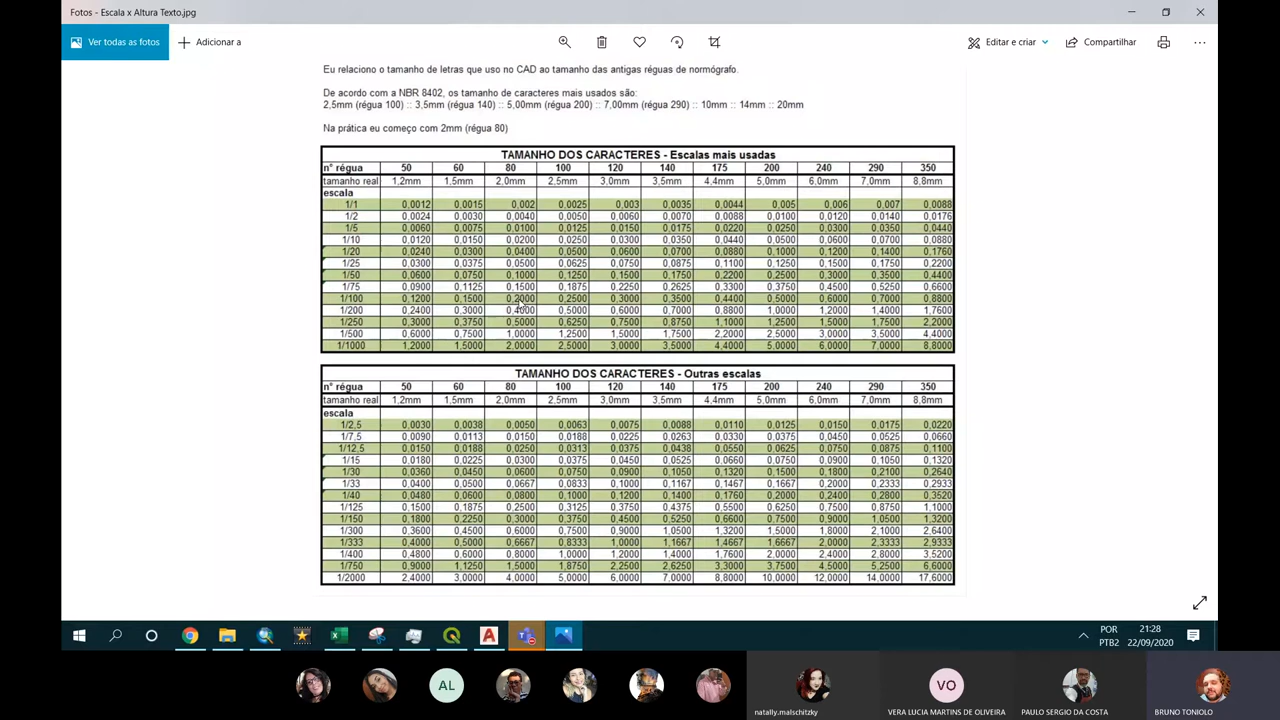 Fotos - Escala x Altura Texto.jpg
Ver todas as fotos
Adicionar a
Editar e criar
Compartilhar
Eu relaciono o tamanho de letras que uso no CAD ao tamanho das antigas réguas de normógrafo.
De acordo com a NBR 8402, os tamanho de caracteres mais usados são:
2,5mm (régua 100) :: 3,5mm (régua 140) :: 5,00mm (régua 200) :: 7,00mm (régua 290) :: 10mm :: 14mm :: 20mm
Na prática eu começo com 2mm (régua 80)
TAMANHO DOS CARACTERES - Escalas mais usadas
n° régua 50 60 80 100 120 140 175 200 240 290 350
tamanho real 1,2mm 1,5mm 2,0mm 2,5mm 3,0mm 3,5mm 4,4mm 5,0mm 6,0mm 7,0mm 8,8mm
escala
1/1 0,0012 0,0015 0,002 0,0025 0,003 0,0035 0,0044 0,005 0,006 0,007 0,0088
1/2 0,0024 0,0030 0,0040 0,0050 0,0060 0,0070 0,0088 0,0100 0,0120 0,0140 0,0176
1/5 0,0060 0,0075 0,0100 0,0125 0,0150 0,0175 0,0220 0,0250 0,0300 0,0350 0,0440
1/10 0,0120 0,0150 0,0200 0,0250 0,0300 0,0350 0,0440 0,0500 0,0600 0,0700 0,0880
1/20 0,0240 0,0300 0,0400 0,0500 0,0600 0,0700 0,0880 0,1000 0,1200 0,1400 0,1760
1/25 0,0300 0,0375 0,0500 0,0625 0,0750 0,0875 0,1100 0,1250 0,1500 0,1750 0,2200
1/50 0,0600 0,0750 0,1000 0,1250 0,1500 0,1750 0,2200 0,2500 0,3000 0,3500 0,4400
1/75 0,0900 0,1125 0,1500 0,1875 0,2250 0,2625 0,3300 0,3750 0,4500 0,5250 0,6600
1/100 0,1200 0,1500 0,2000 0,2500 0,3000 0,3500 0,4400 0,5000 0,6000 0,7000 0,8800
1/200 0,2400 0,3000 0,4000 0,5000 0,6000 0,7000 0,8800 1,0000 1,2000 1,4000 1,7600
1/250 0,3000 0,3750 0,5000 0,6250 0,7500 0,8750 1,1000 1,2500 1,5000 1,7500 2,2000
1/500 0,6000 0,7500 1,0000 1,2500 1,5000 1,7500 2,2000 2,5000 3,0000 3,5000 4,4000
1/1000 1,2000 1,5000 2,0000 2,5000 3,0000 3,5000 4,4000 5,0000 6,0000 7,0000 8,8000
TAMANHO DOS CARACTERES - Outras escalas
n° régua 50 60 80 100 120 140 175 200 240 290 350
tamanho real 1,2mm 1,5mm 2,0mm 2,5mm 3,0mm 3,5mm 4,4mm 5,0mm 6,0mm 7,0mm 8,8mm
escala
1/2,5 0,0030 0,0038 0,0050 0,0063 0,0075 0,0088 0,0110 0,0125 0,0150 0,0175 0,0220
1/7,5 0,0090 0,0113 0,0150 0,0188 0,0225 0,0263 0,0330 0,0375 0,0450 0,0525 0,0660
1/12,5 0,0150 0,0188 0,0250 0,0313 0,0375 0,0438 0,0550 0,0625 0,0750 0,0875 0,1100
1/15 0,0180 0,0225 0,0300 0,0375 0,0450 0,0525 0,0660 0,0750 0,0900 0,1050 0,1320
1/30 0,0360 0,0450 0,0600 0,0750 0,0900 0,1050 0,1320 0,1500 0,1800 0,2100 0,2640
1/33 0,0400 0,0500 0,0667 0,0833 0,1000 0,1167 0,1467 0,1667 0,2000 0,2333 0,2933
1/40 0,0480 0,0600 0,0800 0,1000 0,1200 0,1400 0,1760 0,2000 0,2400 0,2800 0,3520
1/125 0,1500 0,1875 0,2500 0,3125 0,3750 0,4375 0,5500 0,6250 0,7500 0,8750 1,1000
1/150 0,1800 0,2250 0,3000 0,3750 0,4500 0,5250 0,6600 0,7500 0,9000 1,0500 1,3200
1/300 0,3600 0,4500 0,6000 0,7500 0,9000 1,0500 1,3200 1,5000 1,8000 2,1000 2,6400
1/333 0,4000 0,5000 0,6667 0,8333 1,0000 1,1667 1,4667 1,6667 2,0000 2,3333 2,9333
1/400 0,4800 0,6000 0,8000 1,0000 1,2000 1,4000 1,7600 2,0000 2,4000 2,8000 3,5200
1/750 0,9000 1,1250 1,5000 1,8750 2,2500 2,6250 3,3000 3,7500 4,5000 5,2500 6,6000
1/2000 2,4000 3,0000 4,0000 5,0000 6,0000 7,0000 8,8000 10,0000 12,0000 14,0000 17,6000
POR 21:28
PTB2 22/09/2020
AL
VO
natally.malschitzky
VERA LUCIA MARTINS DE OLIVEIRA
PAULO SERGIO DA COSTA
BRUNO TONIOLO